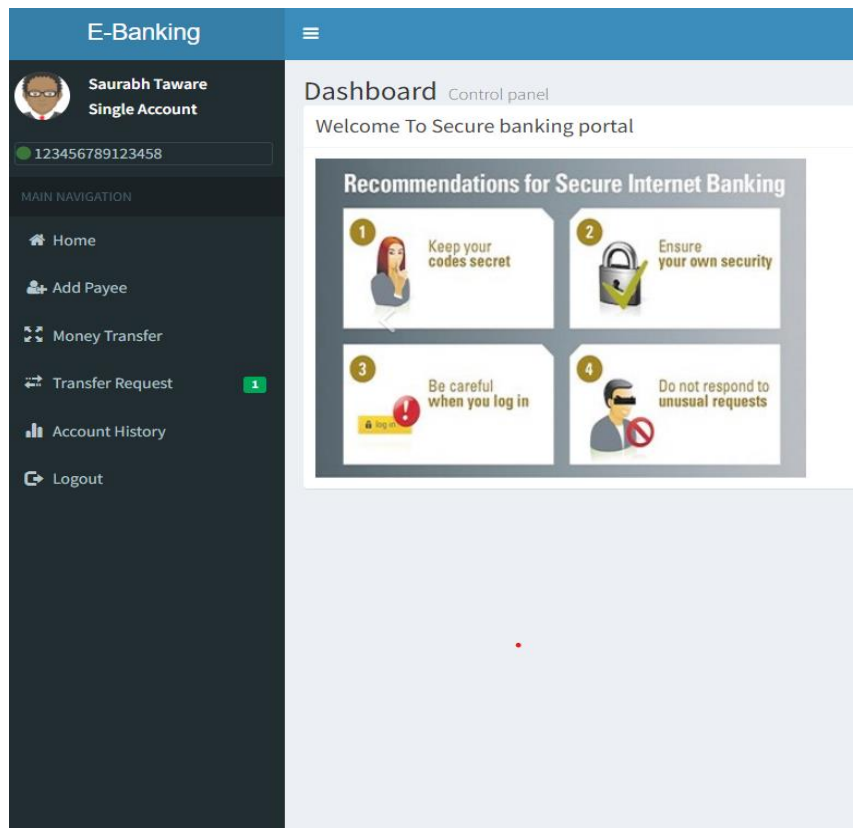 E-Banking
Saurabh Taware
Single Account
123456789123458
MAIN NAVIGATION
Home
Add Payee
Money Transfer
Transfer Request 1
Account History
Logout
Dashboard Control panel
Welcome To Secure banking portal
Recommendations for Secure Internet Banking
1
Keep your
codes secret
2
Ensure
your own security
3
Be careful
when you log in
log in
4
Do not respond to
unusual requests